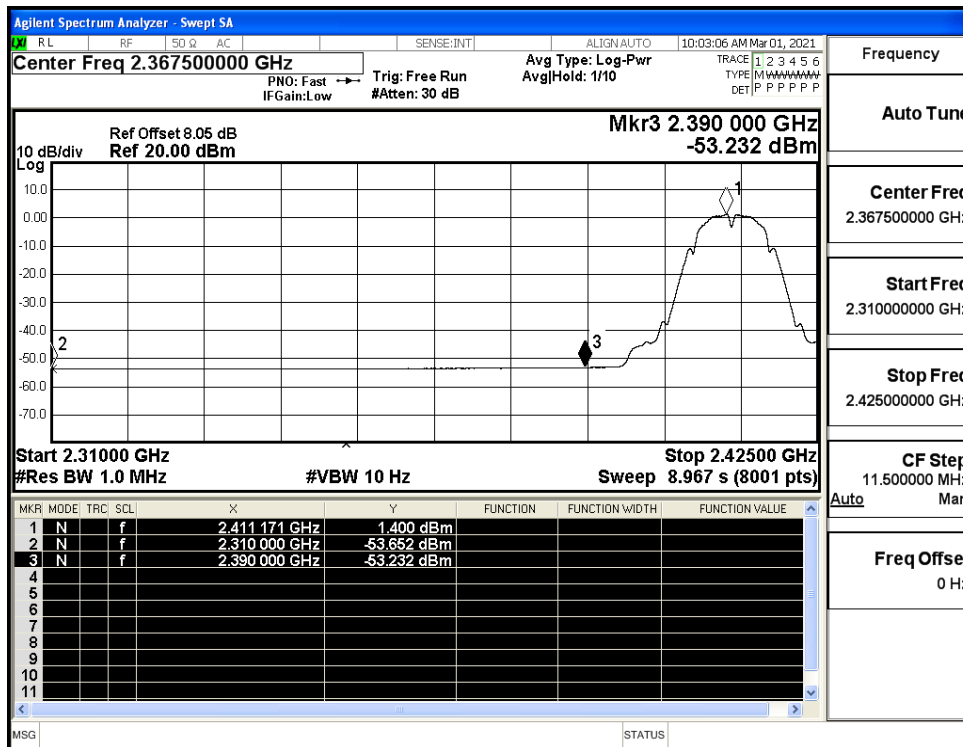 Agilent Spectrum Analyzer - Swept SA
LXI RL RF 50 Ω AC SENSE:INT ALIGNAUTO 10:03:06 AM Mar 01, 2021
Center Freq 2.367500000 GHz
PNO: Fast
IFGain:Low
Trig: Free Run
#Atten: 30 dB
Avg Type: Log-Pwr
Avg|Hold: 1/10
TRACE 1 2 3 4 5 6
TYPE M WWWWW
DET P P P P P P
Frequency
Auto Tune
Center Freq
2.367500000 GHz
Start Freq
2.310000000 GHz
Stop Freq
2.425000000 GHz
CF Step
11.500000 MHz
Auto Man
Freq Offset
0 Hz
Mkr3 2.390 000 GHz
-53.232 dBm
Ref Offset 8.05 dB
10 dB/div Ref 20.00 dBm
Log
10.0
0.00
-10.0
-20.0
-30.0
-40.0
-50.0
-60.0
-70.0
1
2
3
Start 2.31000 GHz Stop 2.42500 GHz
#Res BW 1.0 MHz #VBW 10 Hz Sweep 8.967 s (8001 pts)
MKR MODE TRC SCL X Y FUNCTION FUNCTION WIDTH FUNCTION VALUE
1 N f 2.411 171 GHz 1.400 dBm
2 N f 2.310 000 GHz -53.652 dBm
3 N f 2.390 000 GHz -53.232 dBm
4
5
6
7
8
9
10
11
MSG STATUS